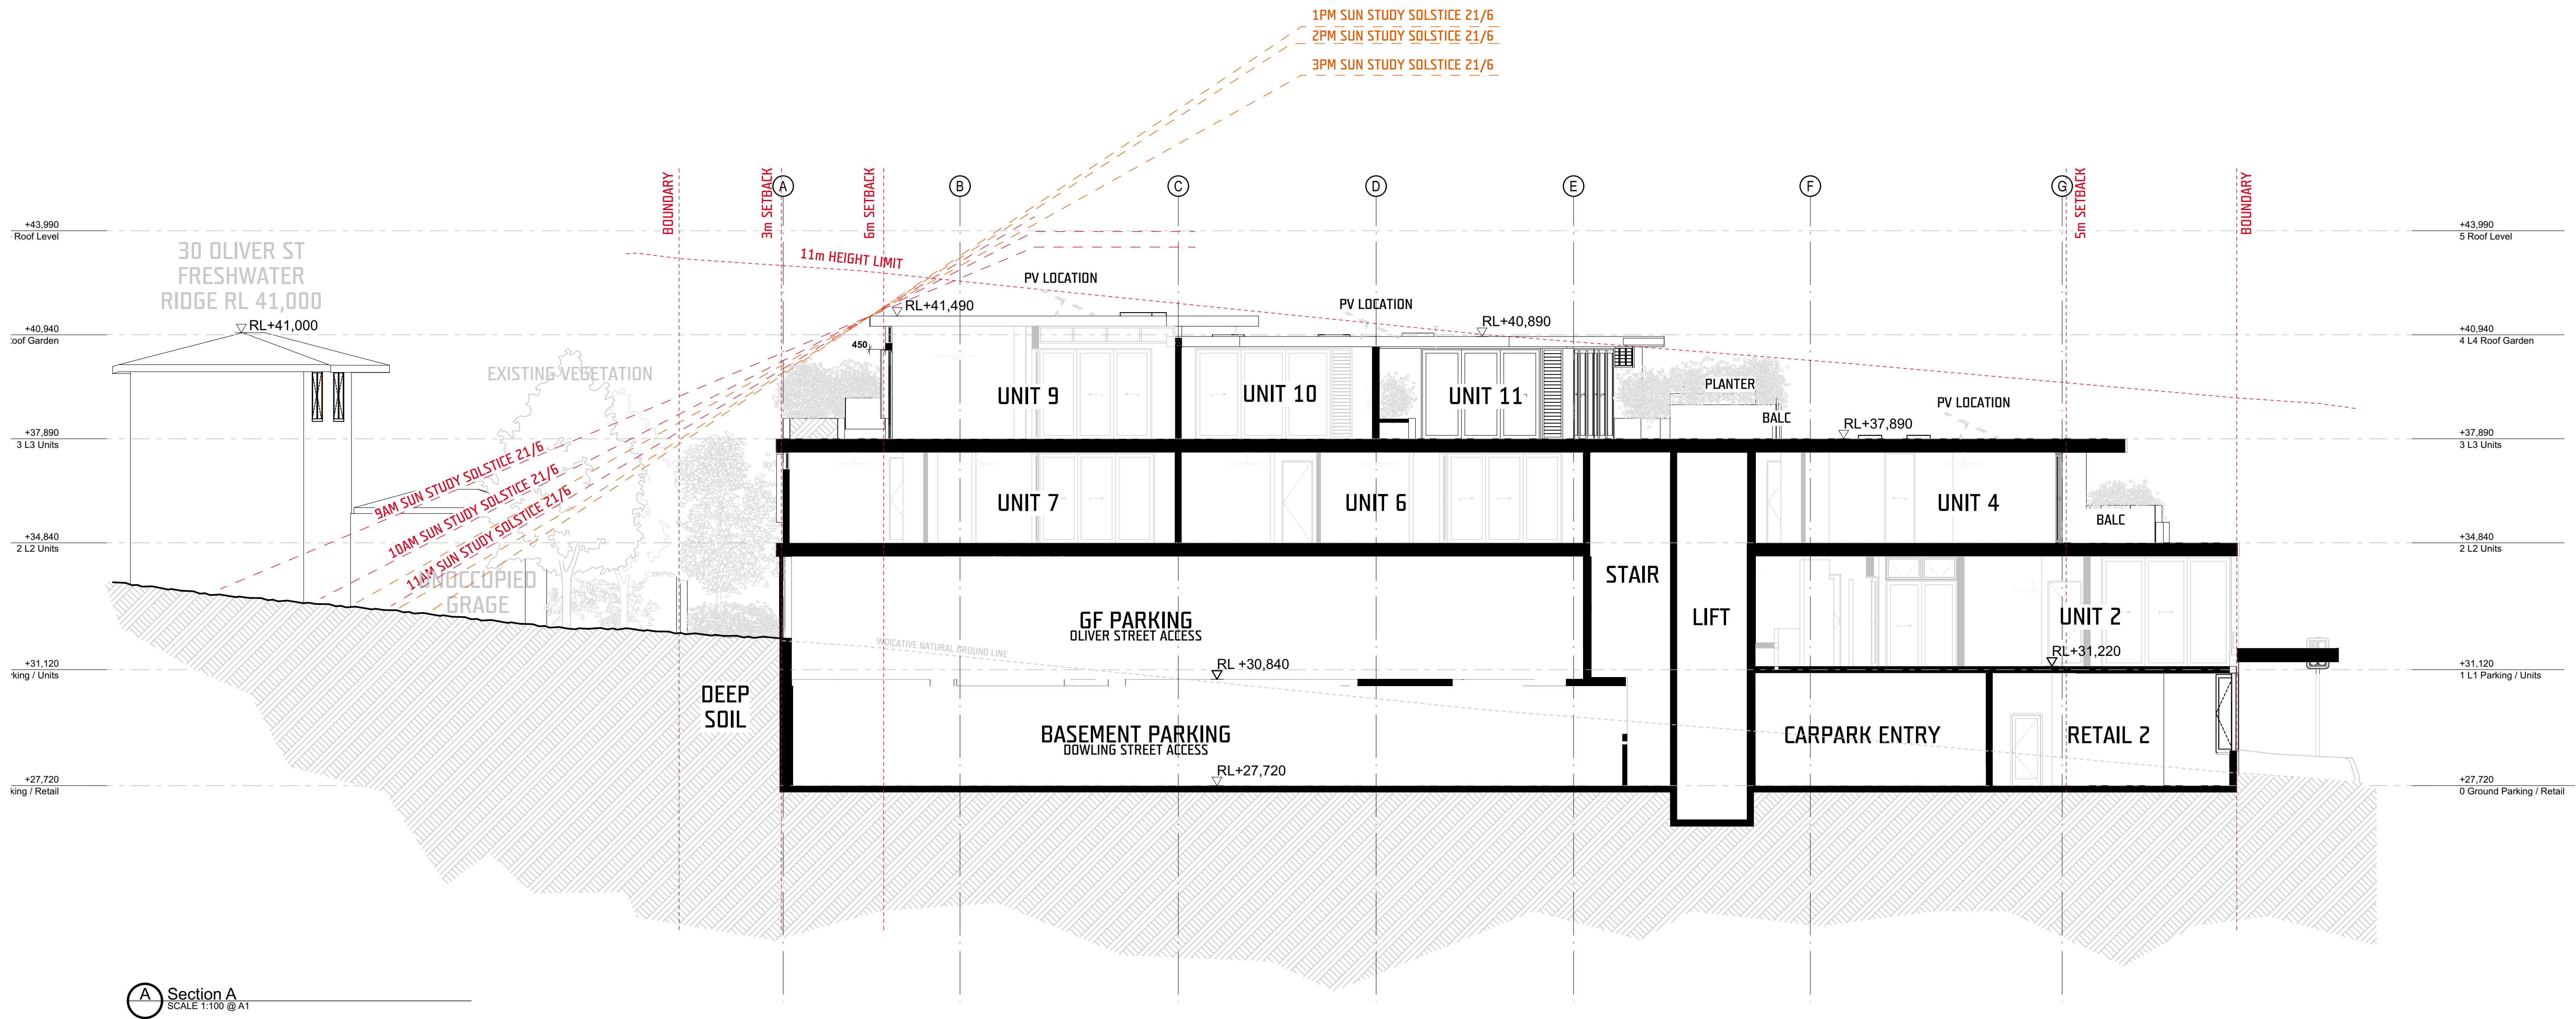 1PM SUN STUDY SOLSTICE 21/6
2PM SUN STUDY SOLSTICE 21/6
3PM SUN STUDY SOLSTICE 21/6
BOUNDARY
3m SETBACK
6m SETBACK
5m SETBACK
BOUNDARY
A
B
C
D
E
F
G
+43,990
Roof Level
+43,990
5 Roof Level
30 OLIVER ST
FRESHWATER
RIDGE RL 41,000
11m HEIGHT LIMIT
PV LOCATION
PV LOCATION
RL+41,490
RL+41,000
RL+40,890
+40,940
oof Garden
+40,940
4 L4 Roof Garden
450
EXISTING VEGETATION
UNIT 9
UNIT 10
UNIT 11
PLANTER
BALC
PV LOCATION
RL+37,890
+37,890
3 L3 Units
+37,890
3 L3 Units
9AM SUN STUDY SOLSTICE 21/6
10AM SUN STUDY SOLSTICE 21/6
11AM SUN STUDY SOLSTICE 21/6
UNIT 7
UNIT 6
UNIT 4
BALC
+34,840
2 L2 Units
+34,840
2 L2 Units
UNOCCUPIED
GRAGE
STAIR
LIFT
UNIT 2
GF PARKING
OLIVER STREET ACCESS
INDICATIVE NATURAL GROUND LINE
RL +30,840
RL+31,220
+31,120
rking / Units
+31,120
1 L1 Parking / Units
DEEP
SOIL
BASEMENT PARKING
DOWLING STREET ACCESS
CARPARK ENTRY
RETAIL 2
RL+27,720
+27,720
king / Retail
+27,720
0 Ground Parking / Retail
A
Section A
SCALE 1:100 @ A1